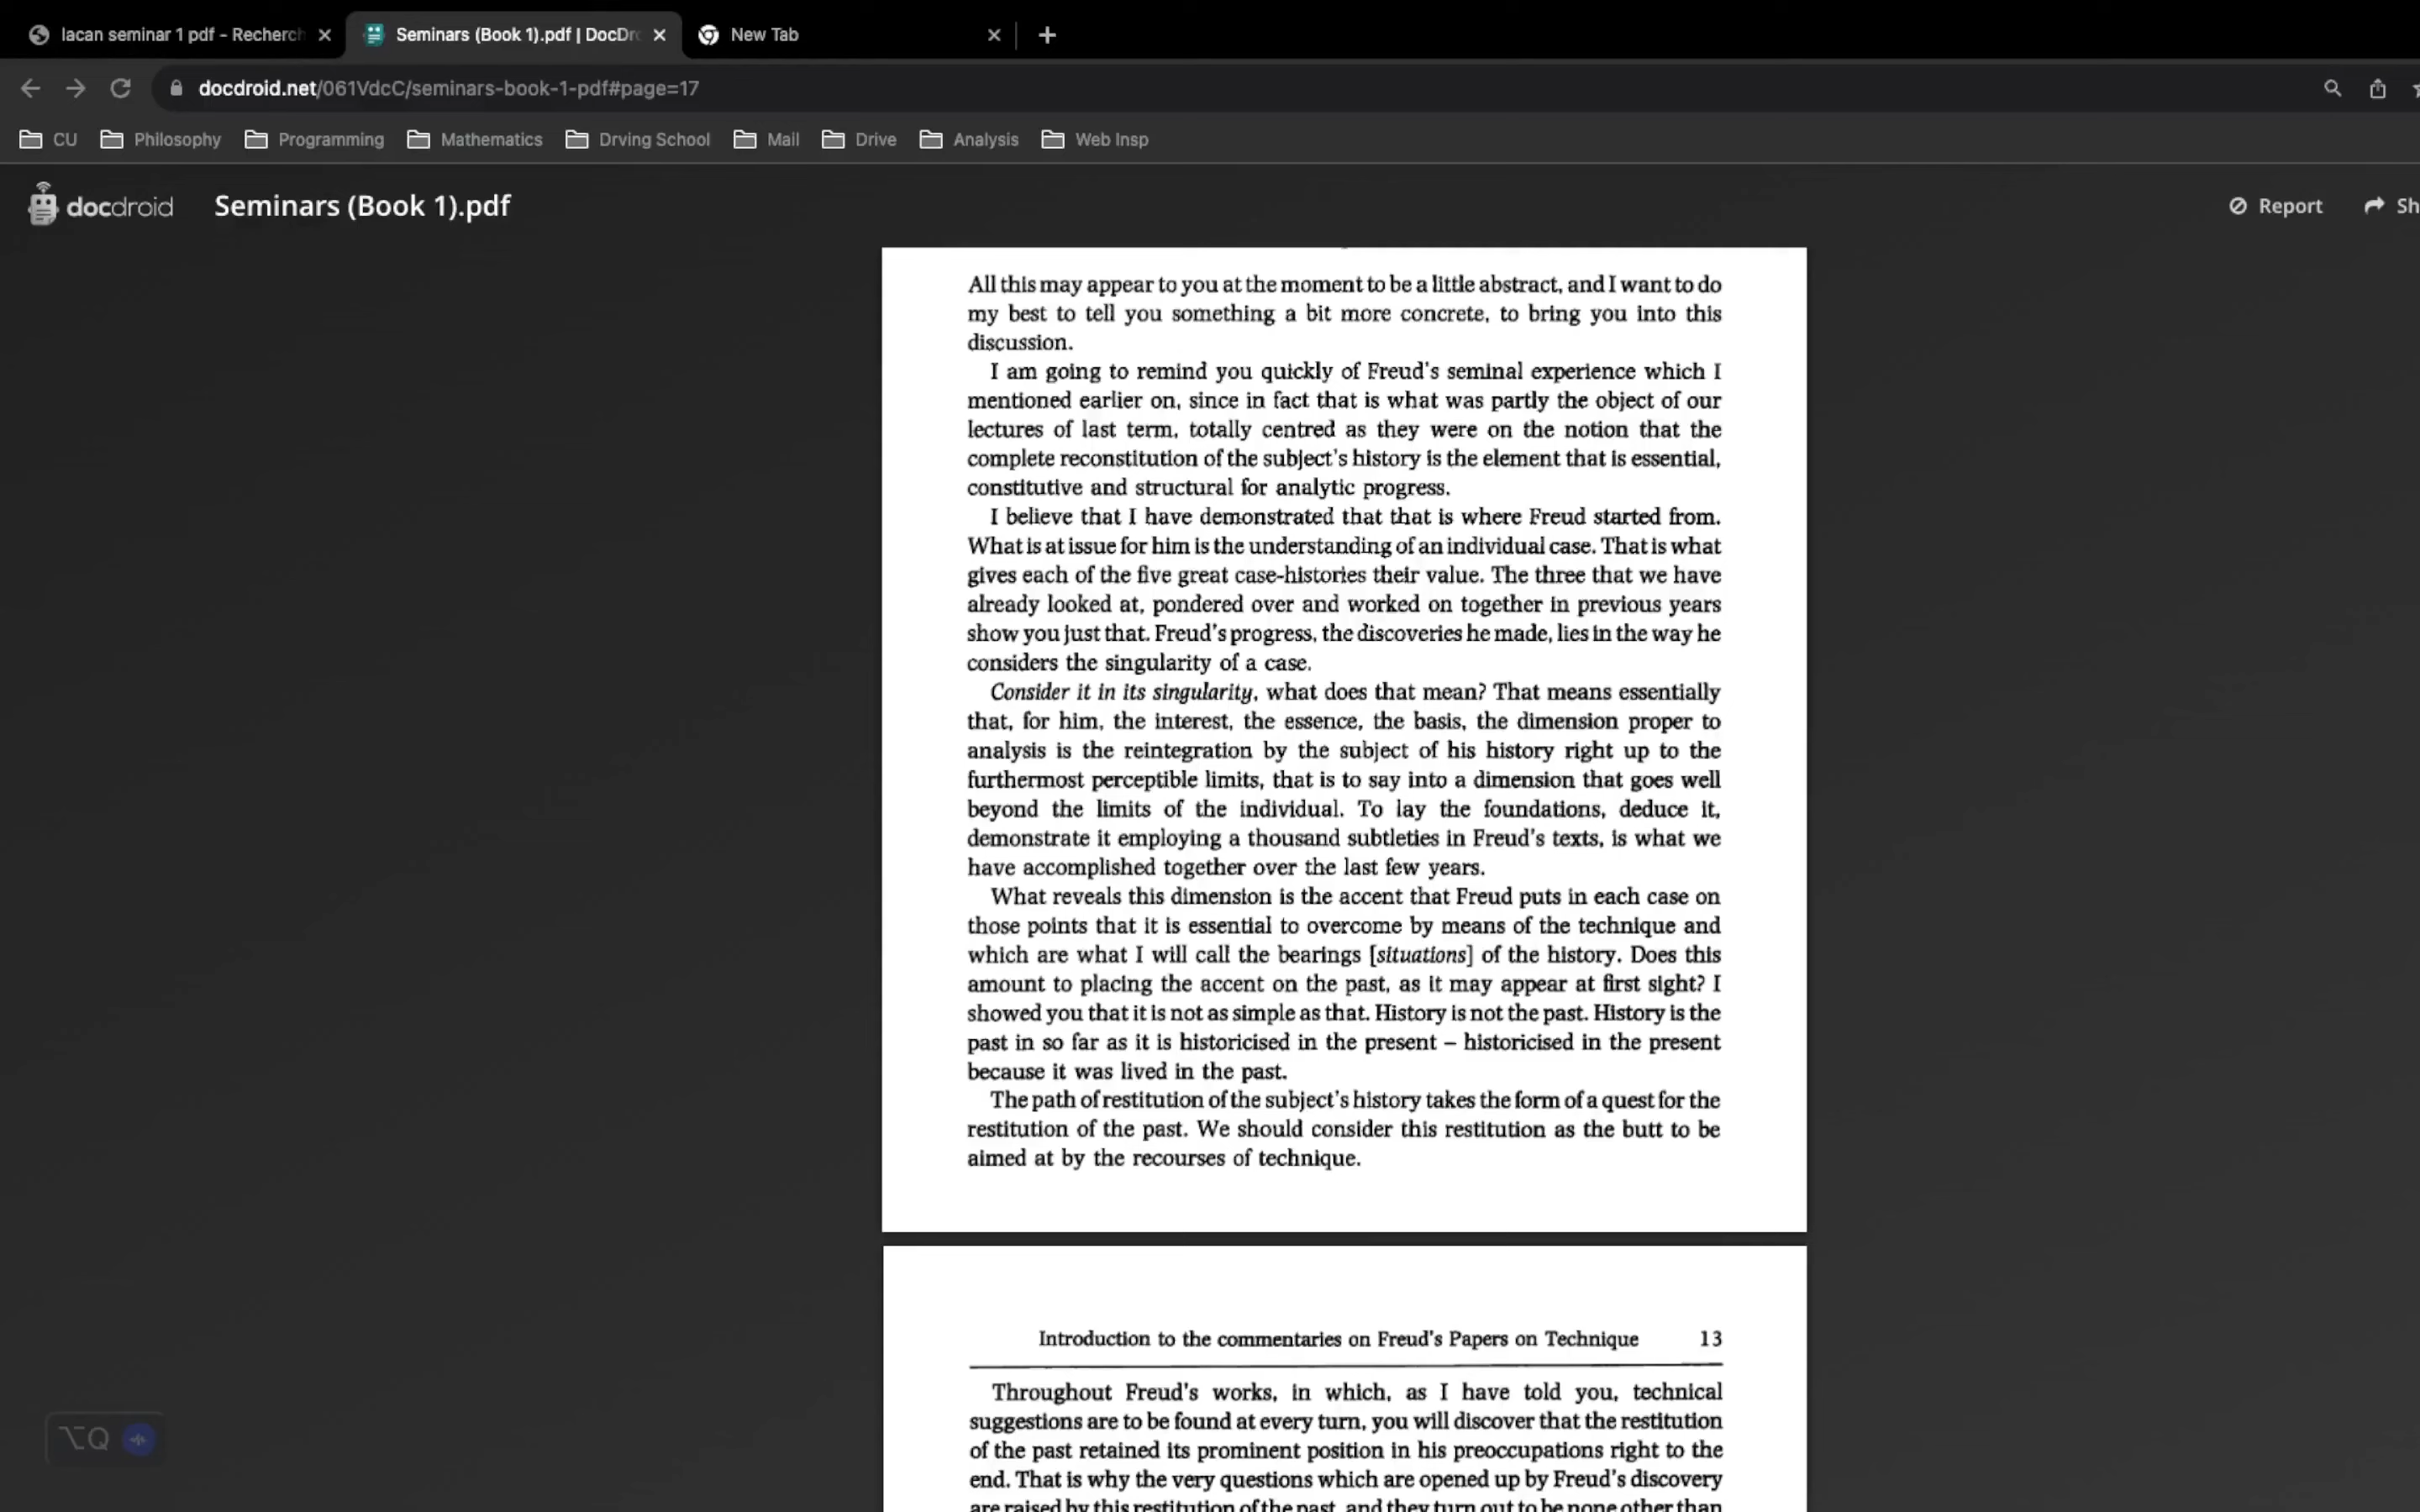 lacan seminar 1 pdf - Recherch
Seminars (Book 1).pdf | DocDr
New Tab
docdroid.net/061VdcC/seminars-book-1-pdf#page=17
CU Philosophy Programming Mathematics Drving School Mail Drive Analysis Web Insp
docdroid Seminars (Book 1).pdf Report Sh
All this may appear to you at the moment to be a little abstract, and I want to do
my best to tell you something a bit more concrete, to bring you into this
discussion.
I am going to remind you quickly of Freud's seminal experience which I
mentioned earlier on, since in fact that is what was partly the object of our
lectures of last term, totally centred as they were on the notion that the
complete reconstitution of the subject's history is the element that is essential,
constitutive and structural for analytic progress.
I believe that I have demonstrated that that is where Freud started from.
What is at issue for him is the understanding of an individual case. That is what
gives each of the five great case-histories their value. The three that we have
already looked at, pondered over and worked on together in previous years
show you just that. Freud's progress, the discoveries he made, lies in the way he
considers the singularity of a case.
Consider it in its singularity, what does that mean? That means essentially
that, for him, the interest, the essence, the basis, the dimension proper to
analysis is the reintegration by the subject of his history right up to the
furthermost perceptible limits, that is to say into a dimension that goes well
beyond the limits of the individual. To lay the foundations, deduce it,
demonstrate it employing a thousand subtleties in Freud's texts, is what we
have accomplished together over the last few years.
What reveals this dimension is the accent that Freud puts in each case on
those points that it is essential to overcome by means of the technique and
which are what I will call the bearings [situations] of the history. Does this
amount to placing the accent on the past, as it may appear at first sight? I
showed you that it is not as simple as that. History is not the past. History is the
past in so far as it is historicised in the present – historicised in the present
because it was lived in the past.
The path of restitution of the subject's history takes the form of a quest for the
restitution of the past. We should consider this restitution as the butt to be
aimed at by the recourses of technique.
Introduction to the commentaries on Freud's Papers on Technique 13
Throughout Freud's works, in which, as I have told you, technical
suggestions are to be found at every turn, you will discover that the restitution
of the past retained its prominent position in his preoccupations right to the
end. That is why the very questions which are opened up by Freud's discovery
are raised by this restitution of the past, and they turn out to be none other than
⌥Q